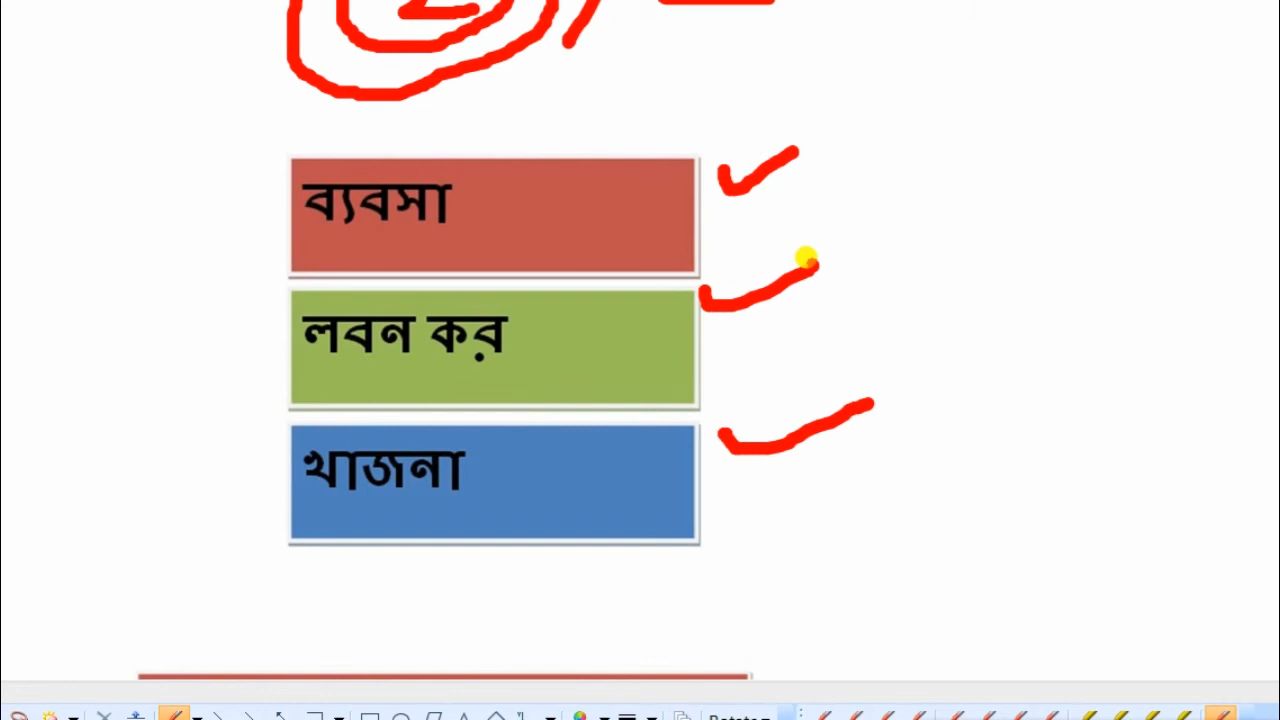 ব্যবসা
লবন কর
খাজনা